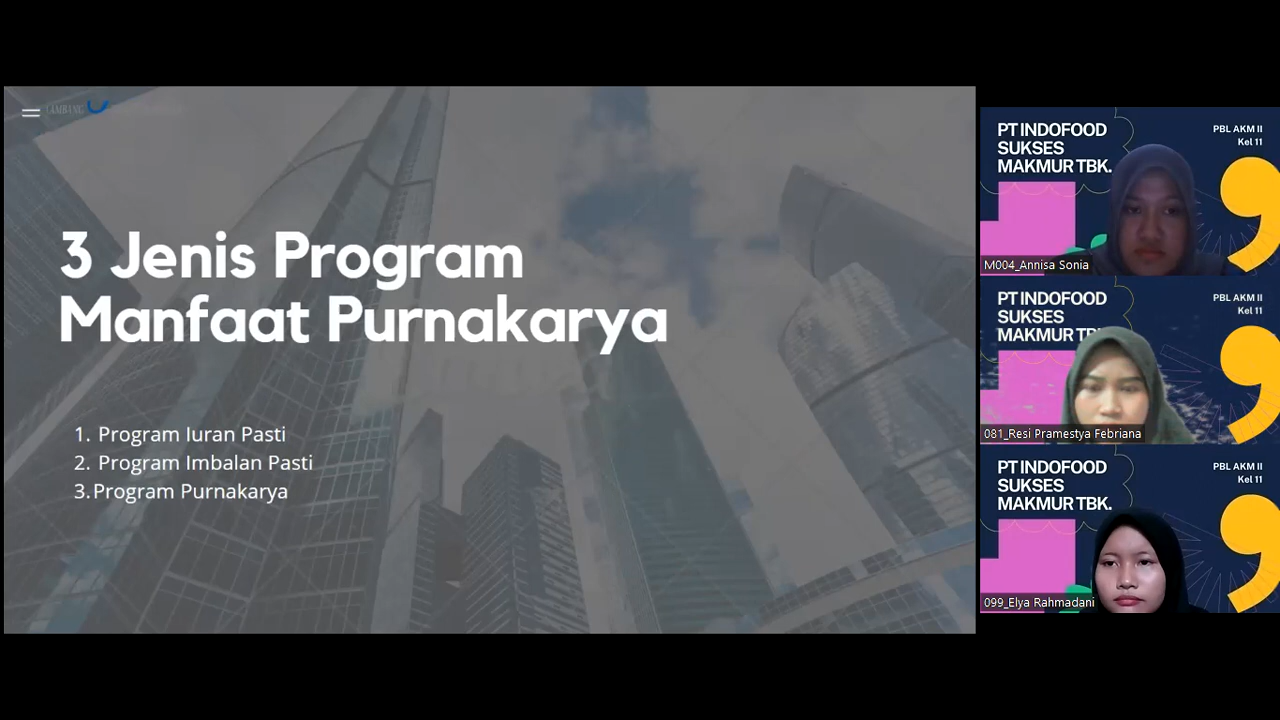 3 Jenis Program
Manfaat Purnakarya
1. Program Iuran Pasti
2. Program Imbalan Pasti
3.Program Purnakarya
PT INDOFOOD
SUKSES
MAKMUR TBK.
PBL AKM II
Kel 11
M004_Annisa Sonia
PT INDOFOOD
SUKSES
MAKMUR TBK.
PBL AKM II
Kel 11
081_Resi Pramestya Febriana
PT INDOFOOD
SUKSES
MAKMUR TBK.
PBL AKM II
Kel 11
099_Elya Rahmadani